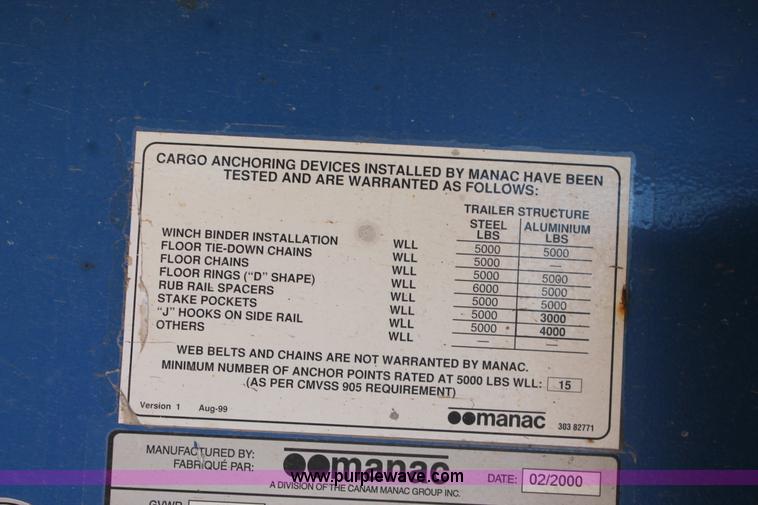 CARGO ANCHORING DEVICES INSTALLED BY MANAC HAVE BEEN
TESTED AND ARE WARRANTED AS FOLLOWS:
TRAILER STRUCTURE
STEEL LBS ALUMINIUM LBS
WINCH BINDER INSTALLATION WLL 5000 5000
FLOOR TIE-DOWN CHAINS WLL 5000 —
FLOOR CHAINS WLL 5000 5000
FLOOR RINGS ("D" SHAPE) WLL 6000 5000
RUB RAIL SPACERS WLL 5000 5000
STAKE POCKETS WLL 5000 3000
"J" HOOKS ON SIDE RAIL WLL 5000 4000
OTHERS WLL — —
WEB BELTS AND CHAINS ARE NOT WARRANTED BY MANAC.
MINIMUM NUMBER OF ANCHOR POINTS RATED AT 5000 LBS WLL: 15
(AS PER CMVSS 905 REQUIREMENT)
Version 1 Aug-99
manac
303 82771
MANUFACTURED BY:
FABRIQUÉ PAR:
manac
A DIVISION OF THE CANAM MANAC GROUP INC.
DATE: 02/2000
www.purplewave.com
GVWR